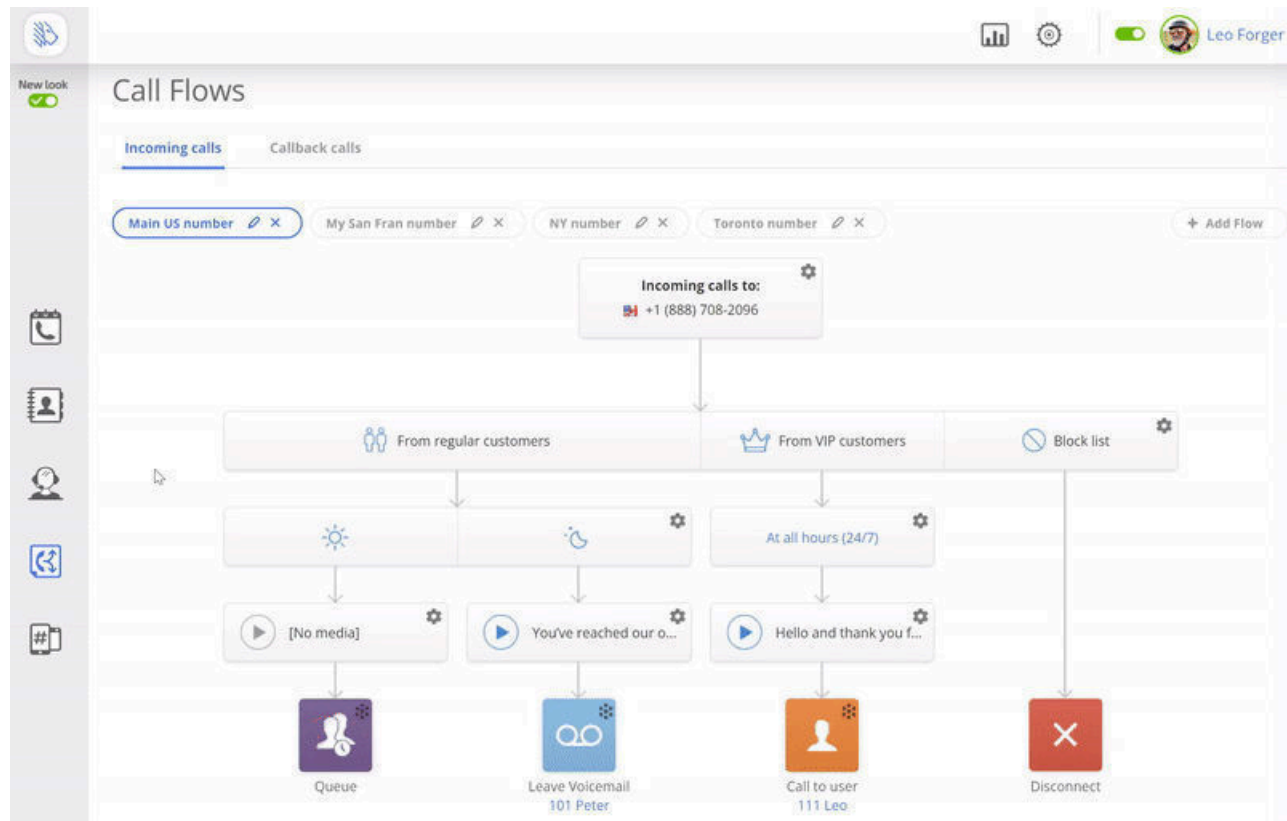 Leo Forger
New look
Call Flows
Incoming calls
Callback calls
Main US number
My San Fran number
NY number
Toronto number
+ Add Flow
Incoming calls to:
+1 (888) 708-2096
From regular customers
From VIP customers
Block list
At all hours (24/7)
[No media]
You've reached our o...
Hello and thank you f...
#
Queue
Leave Voicemail
101 Peter
Call to user
111 Leo
Disconnect